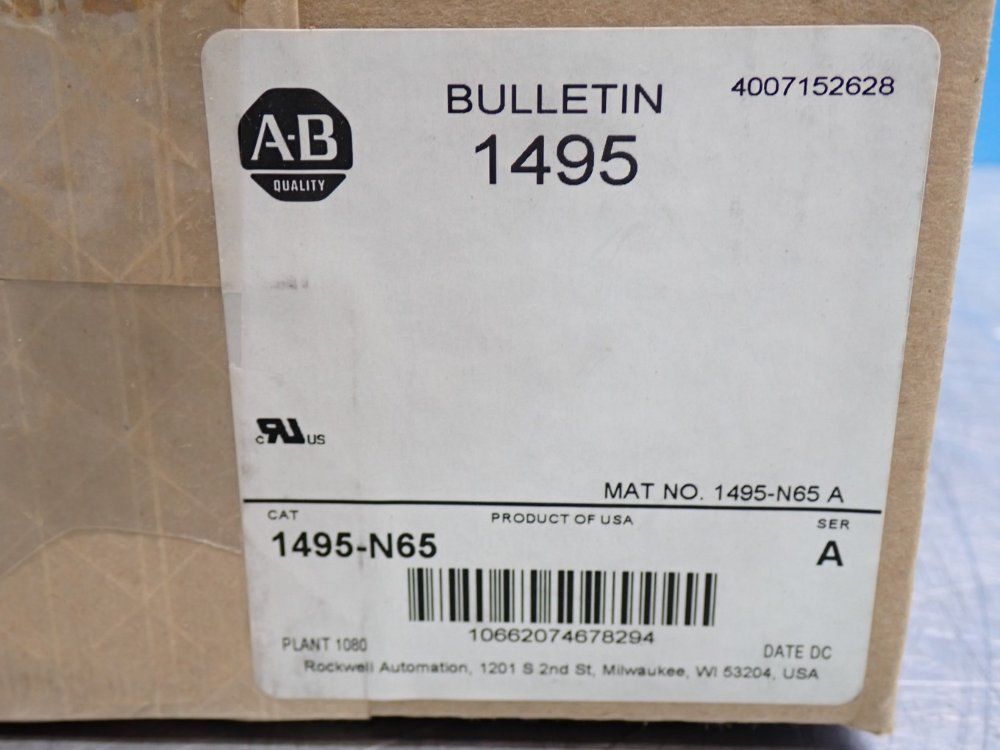 BULLETIN
4007152628
A-B
QUALITY
1495
c RU US
MAT NO. 1495-N65 A
CAT
PRODUCT OF USA
SER
1495-N65
A
10662074678294
PLANT 1080
DATE DC
Rockwell Automation, 1201 S 2nd St, Milwaukee, WI 53204, USA